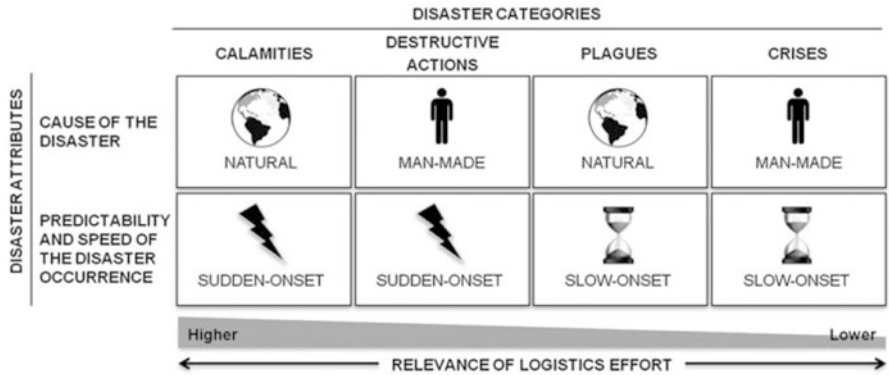 DISASTER CATEGORIES
CALAMITIES
DESTRUCTIVE
ACTIONS
PLAGUES
CRISES
DISASTER ATTRIBUTES
CAUSE OF THE
DISASTER
NATURAL
MAN-MADE
NATURAL
MAN-MADE
PREDICTABILITY
AND SPEED OF
THE DISASTER
OCCURRENCE
SUDDEN-ONSET
SUDDEN-ONSET
SLOW-ONSET
SLOW-ONSET
Higher
Lower
RELEVANCE OF LOGISTICS EFFORT